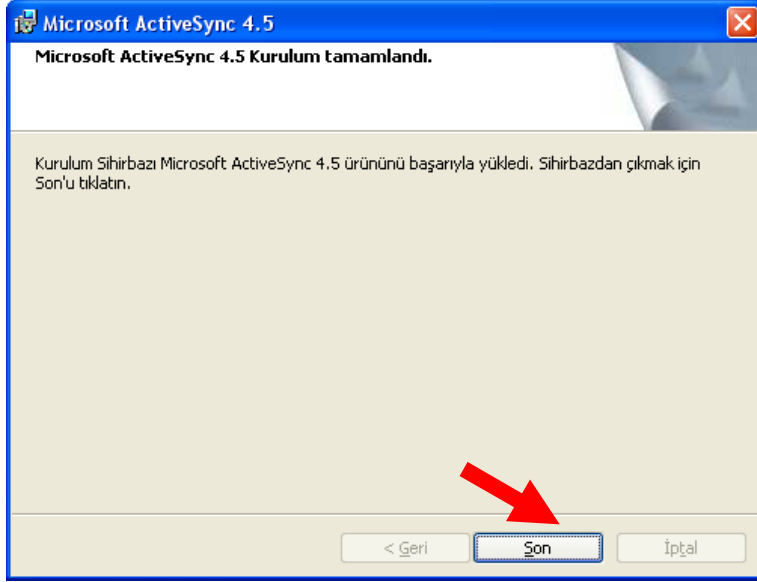 Microsoft ActiveSync 4.5
Microsoft ActiveSync 4.5 Kurulum tamamlandı.
Kurulum Sihirbazı Microsoft ActiveSync 4.5 ürününü başarıyla yükledi. Sihirbazdan çıkmak için
Son'u tıklatın.
< Geri Son İptal